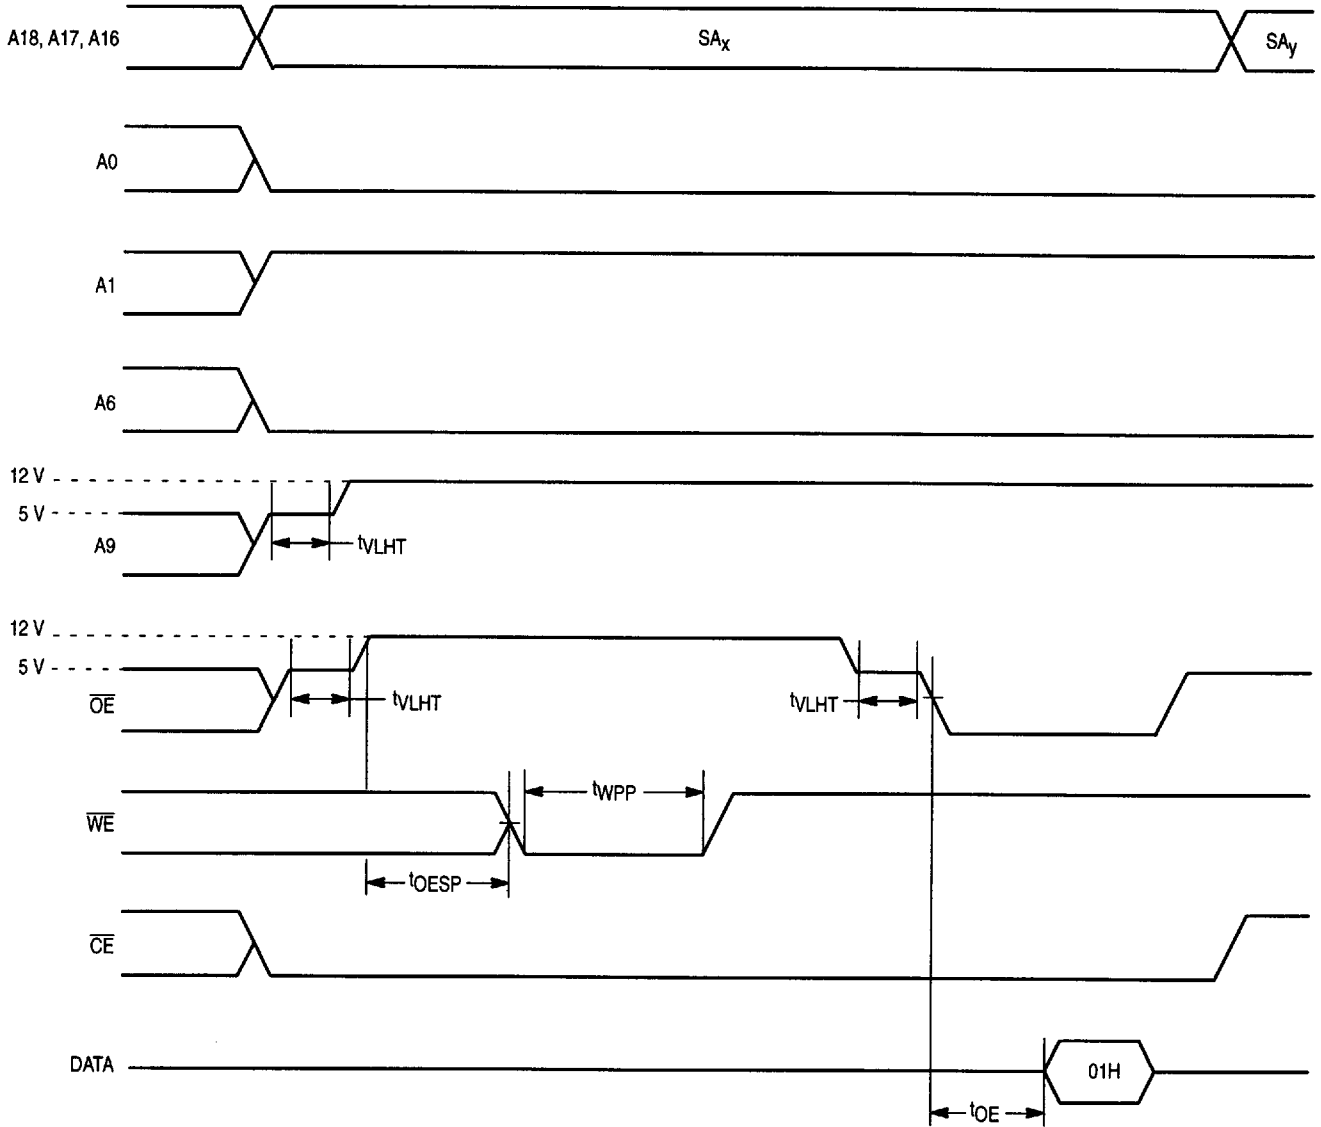 A18, A17, A16 SAx SAy
A0
A1
A6
12 V
5 V
A9 tVLHT
12 V
5 V
OE tVLHT tVLHT
WE tWPP
tOESP
CE
DATA 01H
tOE